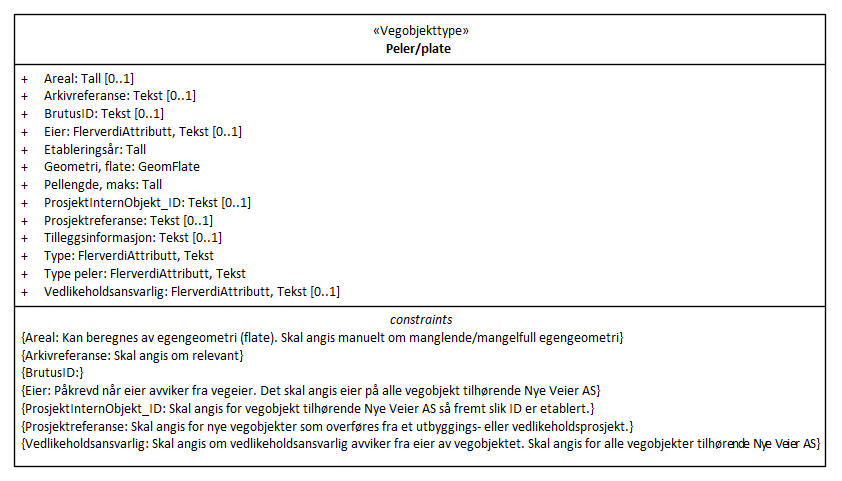 «Vegobjekttype»
Peler/plate
+ Areal: Tall [0..1]
+ Arkivreferanse: Tekst [0..1]
+ BrutusID: Tekst [0..1]
+ Eier: FlerverdiAttributt, Tekst [0..1]
+ Etableringsår: Tall
+ Geometri, flate: GeomFlate
+ Pellengde, maks: Tall
+ ProsjektInternObjekt_ID: Tekst [0..1]
+ Prosjektreferanse: Tekst [0..1]
+ Tilleggsinformasjon: Tekst [0..1]
+ Type: FlerverdiAttributt, Tekst
+ Type peler: FlerverdiAttributt, Tekst
+ Vedlikeholdsansvarlig: FlerverdiAttributt, Tekst [0..1]
constraints
{Areal: Kan beregnes av egengeometri (flate). Skal angis manuelt om manglende/mangelfull egengeometri}
{Arkivreferanse: Skal angis om relevant}
{BrutusID:}
{Eier: Påkrevd når eier avviker fra vegeier. Det skal angis eier på alle vegobjekt tilhørende Nye Veier AS}
{ProsjektInternObjekt_ID: Skal angis for vegobjekt tilhørende Nye Veier AS så fremt slik ID er etablert.}
{Prosjektreferanse: Skal angis for nye vegobjekter som overføres fra et utbyggings- eller vedlikeholdsprosjekt.}
{Vedlikeholdsansvarlig: Skal angis om vedlikeholdsansvarlig avviker fra eier av vegobjektet. Skal angis for alle vegobjekter tilhørende Nye Veier AS}